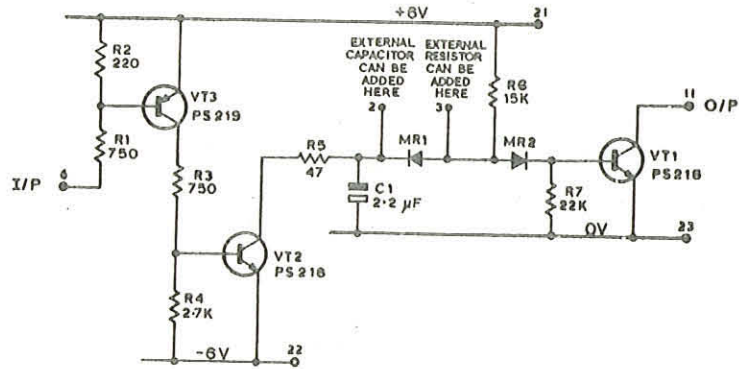 +6V
21
R2
220
EXTERNAL
CAPACITOR
CAN BE
ADDED
HERE
2
EXTERNAL
RESISTOR
CAN BE
ADDED
HERE
3
R6
15K
11
O/P
VT3
PS219
R1
750
6
I/P
R3
750
R5
47
MR1
MR2
VT1
PS216
C1
2·2 µF
R7
22K
0V
23
VT2
PS216
R4
2.7K
-6V
22